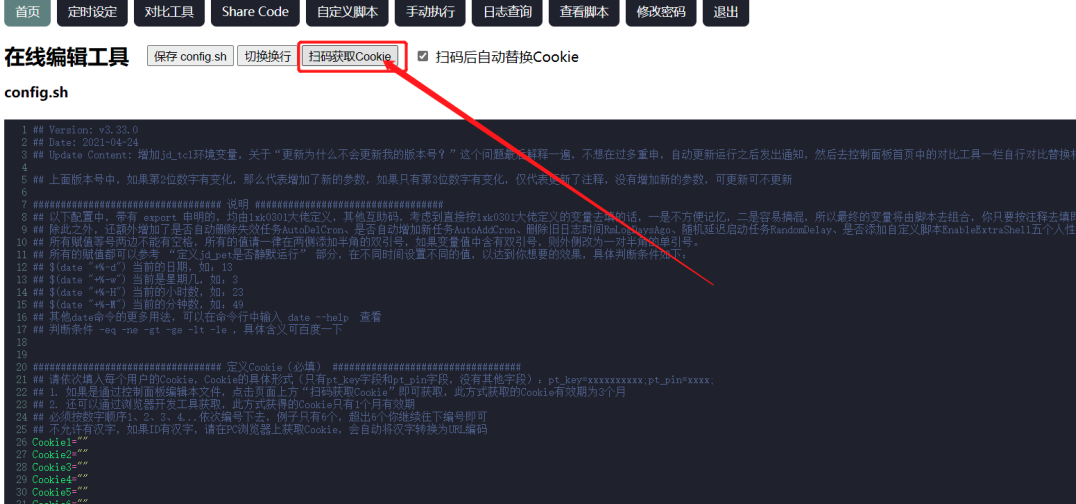 首页 定时设定 对比工具 Share Code 自定义脚本 手动执行 日志查询 查看脚本 修改密码 退出
在线编辑工具 保存 config.sh 切换换行 扫码获取Cookie 扫码后自动替换Cookie
config.sh
1 ## Version: v3.33.0
2 ## Date: 2021-04-24
3 ## Update Content: 增加jd_tcl环境变量，关于“更新为什么不会更新我的版本号？”这个问题最后解释一遍，不想在过多重申，自动更新运行之后发出通知，然后去控制面板首页中的对比工具一栏自行对比替换
4
5 ## 上面版本号中，如果第2位数字有变化，那么代表增加了新的参数，如果只有第3位数字有变化，仅代表更新了注释，没有增加新的参数，可更新可不更新
6
7 ################################## 说明 ##################################
8 ## 以下配置中，带有 export 申明的，均由lxk0301大佬定义，其他互助码，考虑到直接按lxk0301大佬定义的变量去填的话，一是不方便记忆，二是容易搞混，所以最终的变量将由脚本去组合，你只要按注释去填
9 ## 除此之外，还额外增加了是否自动删除失效任务AutoDelCron、是否自动增加新任务AutoAddCron、删除旧日志时间RmLogDaysAgo、随机延迟启动任务RandomDelay、是否添加自定义脚本EnableExtraShell五个人性
10 ## 所有赋值等号两边不能有空格，所有的值请一律在两侧添加半角的双引号，如果变量值中含有双引号，则外侧改为一对半角的单引号。
11 ## 所有的赋值都可以参考 “定义jd_pet是否静默运行” 部分，在不同时间设置不同的值，以达到你想要的效果，具体判断条件如下：
12 ## $(date "+%-d") 当前的日期，如：13
13 ## $(date "+%-w") 当前是星期几，如：3
14 ## $(date "+%-H") 当前的小时数，如：23
15 ## $(date "+%-M") 当前的分钟数，如：49
16 ## 其他date命令的更多用法，可以在命令行中输入 date --help 查看
17 ## 判断条件 -eq -ne -gt -ge -lt -le ，具体含义可百度一下
18
19
20 ################################## 定义Cookie（必填） ##################################
21 ## 请依次填入每个用户的Cookie，Cookie的具体形式（只有pt_key字段和pt_pin字段，没有其他字段）：pt_key=xxxxxxxxxx;pt_pin=xxxx;
22 ## 1. 如果是通过控制面板编辑本文件，点击页面上方“扫码获取Cookie”即可获取，此方式获取的Cookie有效期为3个月
23 ## 2. 还可以通过浏览器开发工具获取，此方式获得的Cookie只有1个月有效期
24 ## 必须按数字顺序1、2、3、4...依次编号下去，例子只有6个，超出6个你继续往下编号即可
25 ## 不允许有汉字，如果ID有汉字，请在PC浏览器上获取Cookie，会自动将汉字转换为URL编码
26 Cookie1=""
27 Cookie2=""
28 Cookie3=""
29 Cookie4=""
30 Cookie5=""